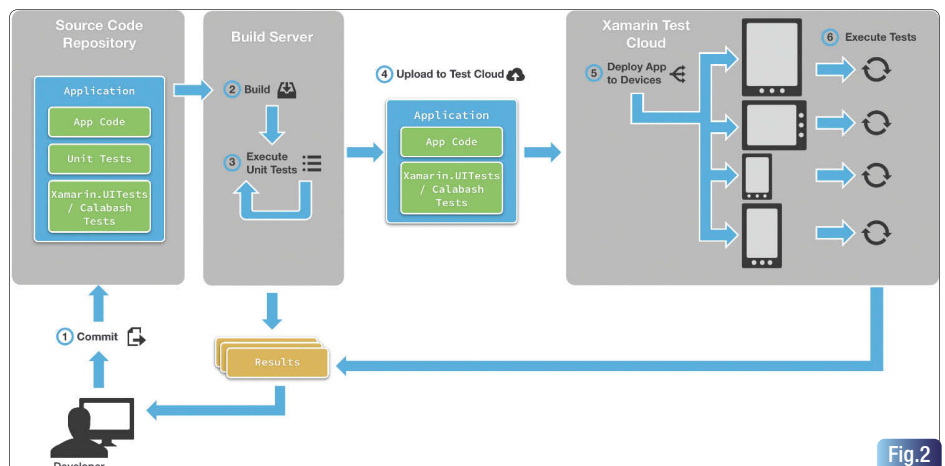 Source Code
Repository
Application
App Code
Unit Tests
Xamarin.UITests
/ Calabash
Tests
1 Commit
Developer
Build Server
2 Build
3 Execute
Unit Tests
Results
4 Upload to Test Cloud
Application
App Code
Xamarin.UITests
/ Calabash
Tests
Xamarin Test
Cloud
5 Deploy App
to Devices
6 Execute Tests
Fig.2